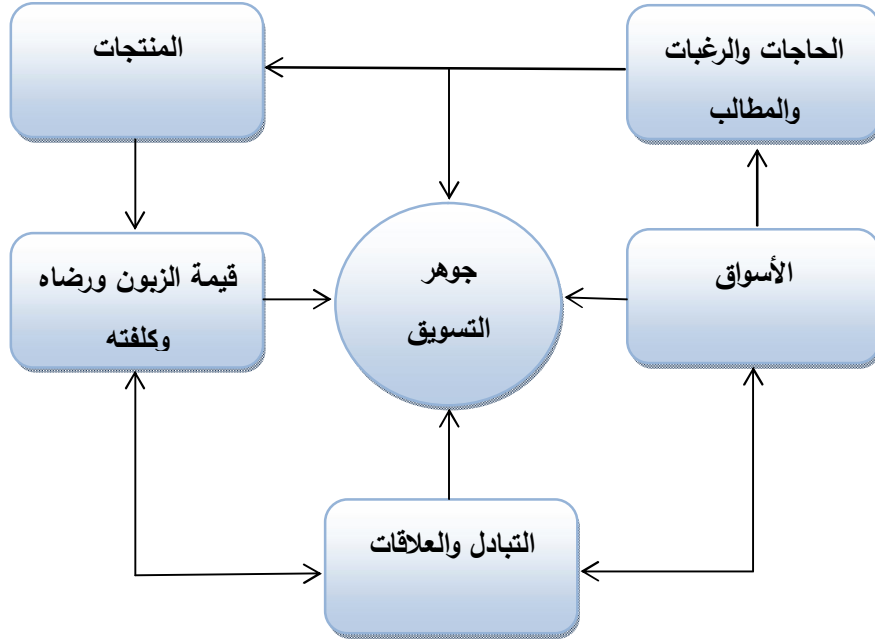 الحاجات والرغبات
والمطالب
المنتجات
الأسواق
جوهر
التسويق
قيمة الزبون ورضاه
وكلفته
التبادل والعلاقات